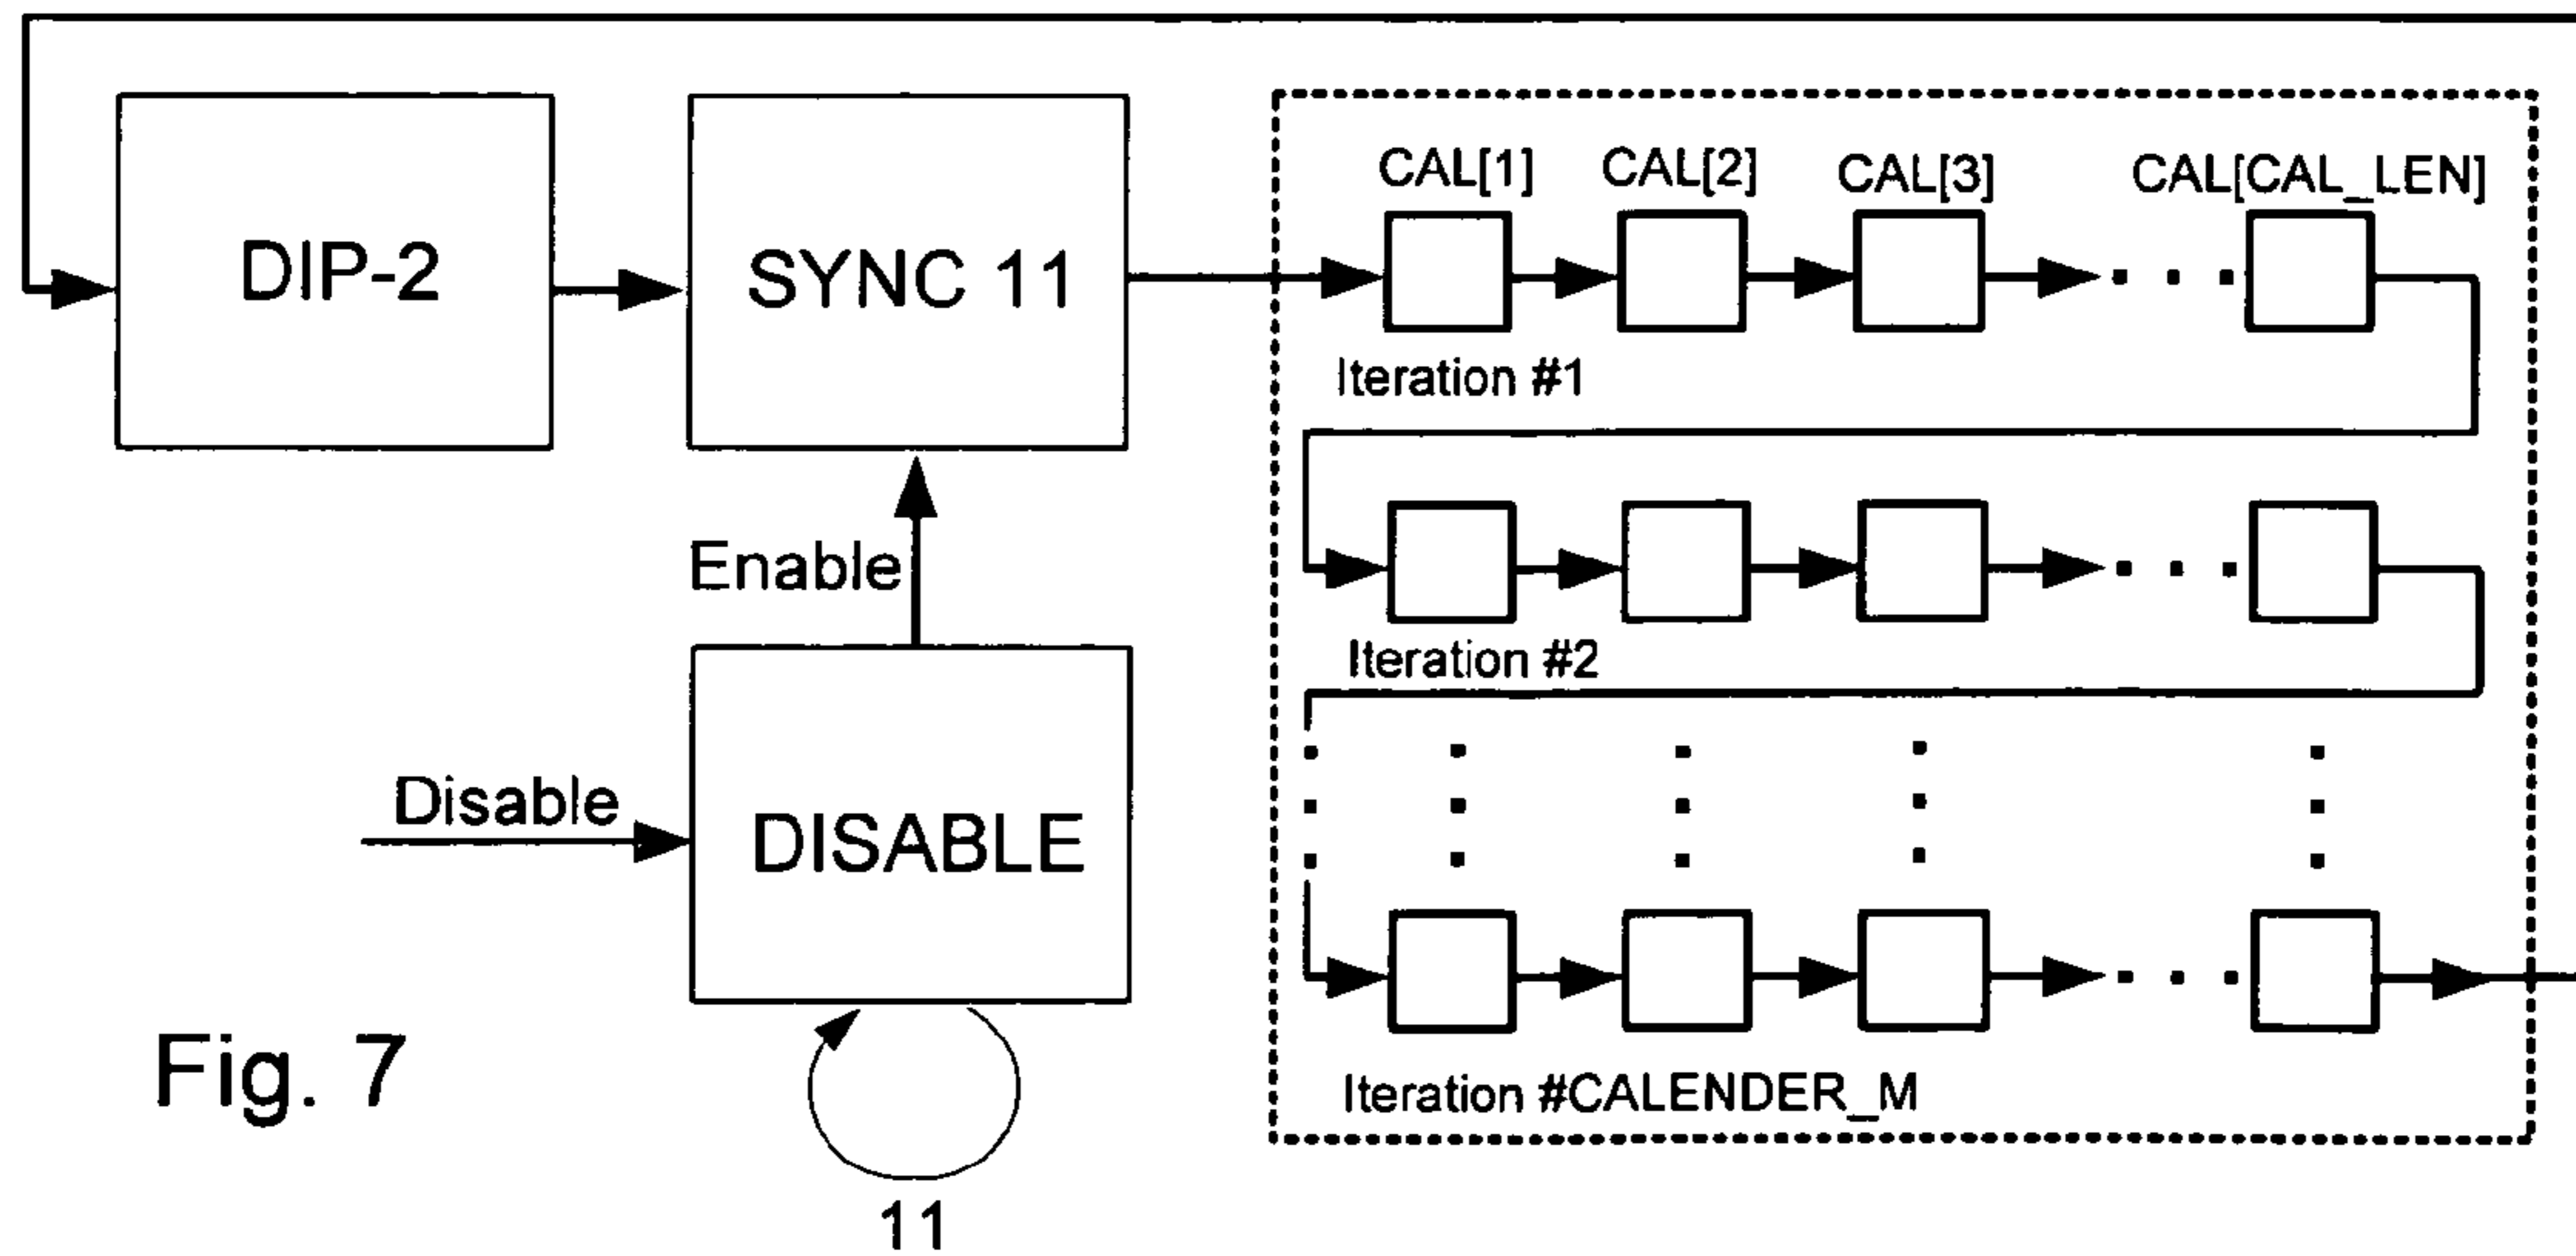 DIP-2
SYNC 11
CAL[1] CAL[2] CAL[3] CAL[CAL_LEN]
Iteration #1
Enable
Iteration #2
Disable
DISABLE
Iteration #CALENDER_M
Fig. 7
11